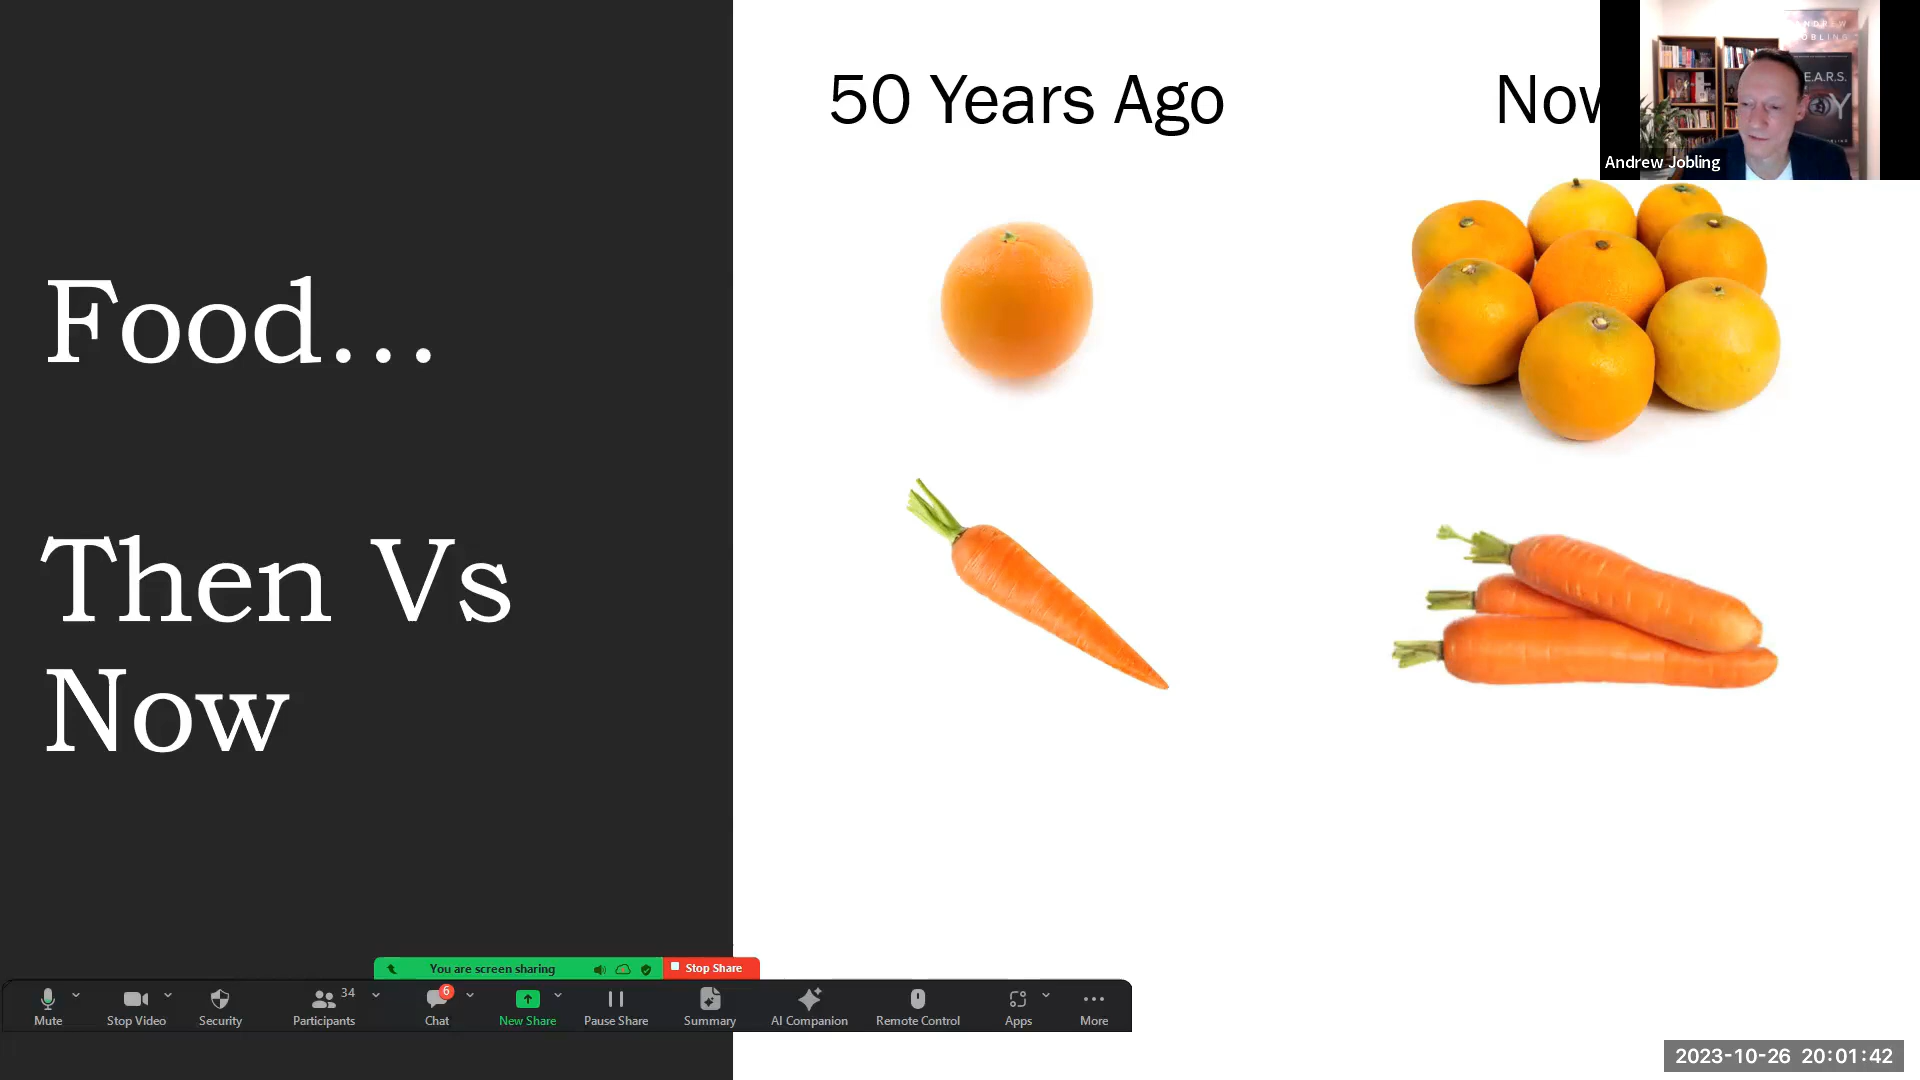 50 Years Ago
Now
ANDREW
JOBLING
E.A.R.S.
Andrew Jobling
Food...
Then Vs
Now
You are screen sharing
Stop Share
Mute
Stop Video
Security
34
Participants
6
Chat
New Share
Pause Share
Summary
AI Companion
Remote Control
Apps
More
2023-10-26 20:01:42